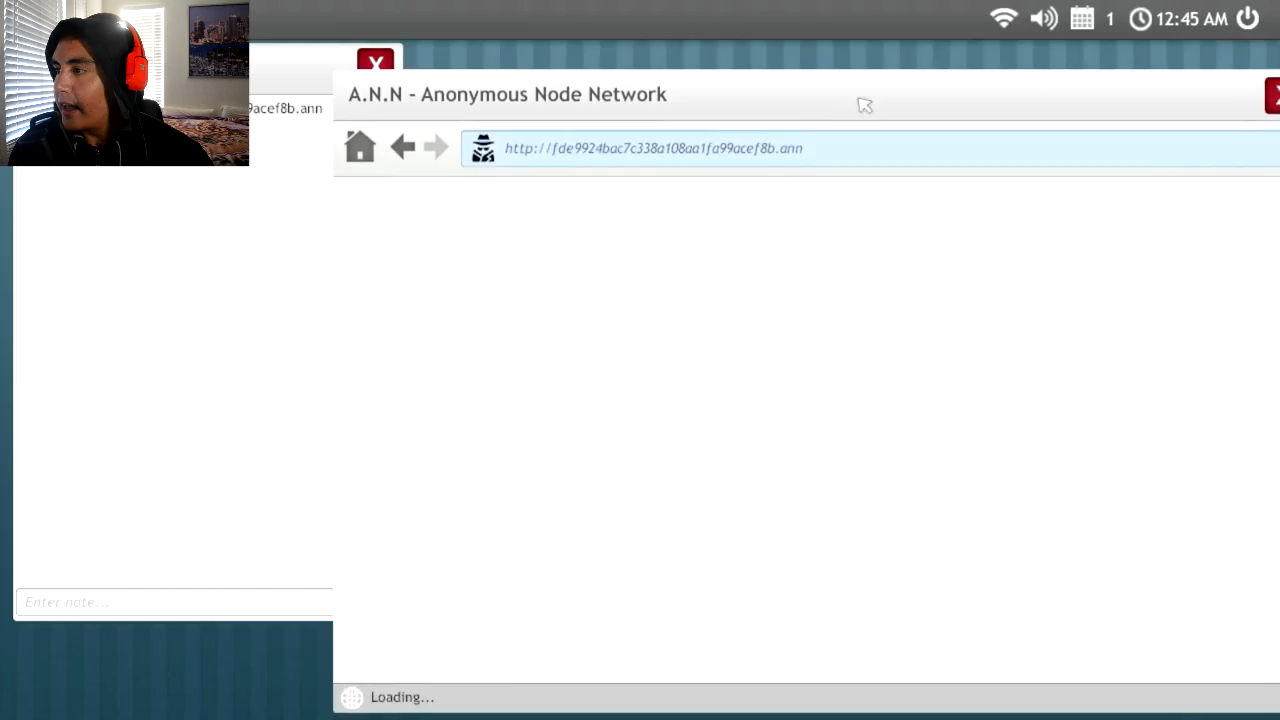 1 12:45 AM
X
A.N.N - Anonymous Node Network
9acef8b.ann
http://fde9924bac7c338a108aa1fa99acef8b.ann
Enter note...
Loading...